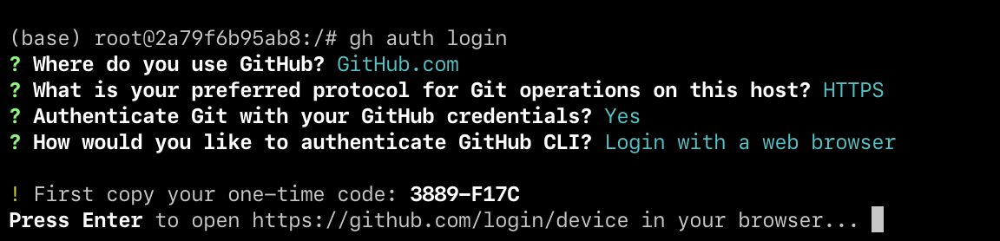 (base) root@2a79f6b95ab8:/# gh auth login
? Where do you use GitHub? GitHub.com
? What is your preferred protocol for Git operations on this host? HTTPS
? Authenticate Git with your GitHub credentials? Yes
? How would you like to authenticate GitHub CLI? Login with a web browser
! First copy your one-time code: 3889-F17C
Press Enter to open https://github.com/login/device in your browser...